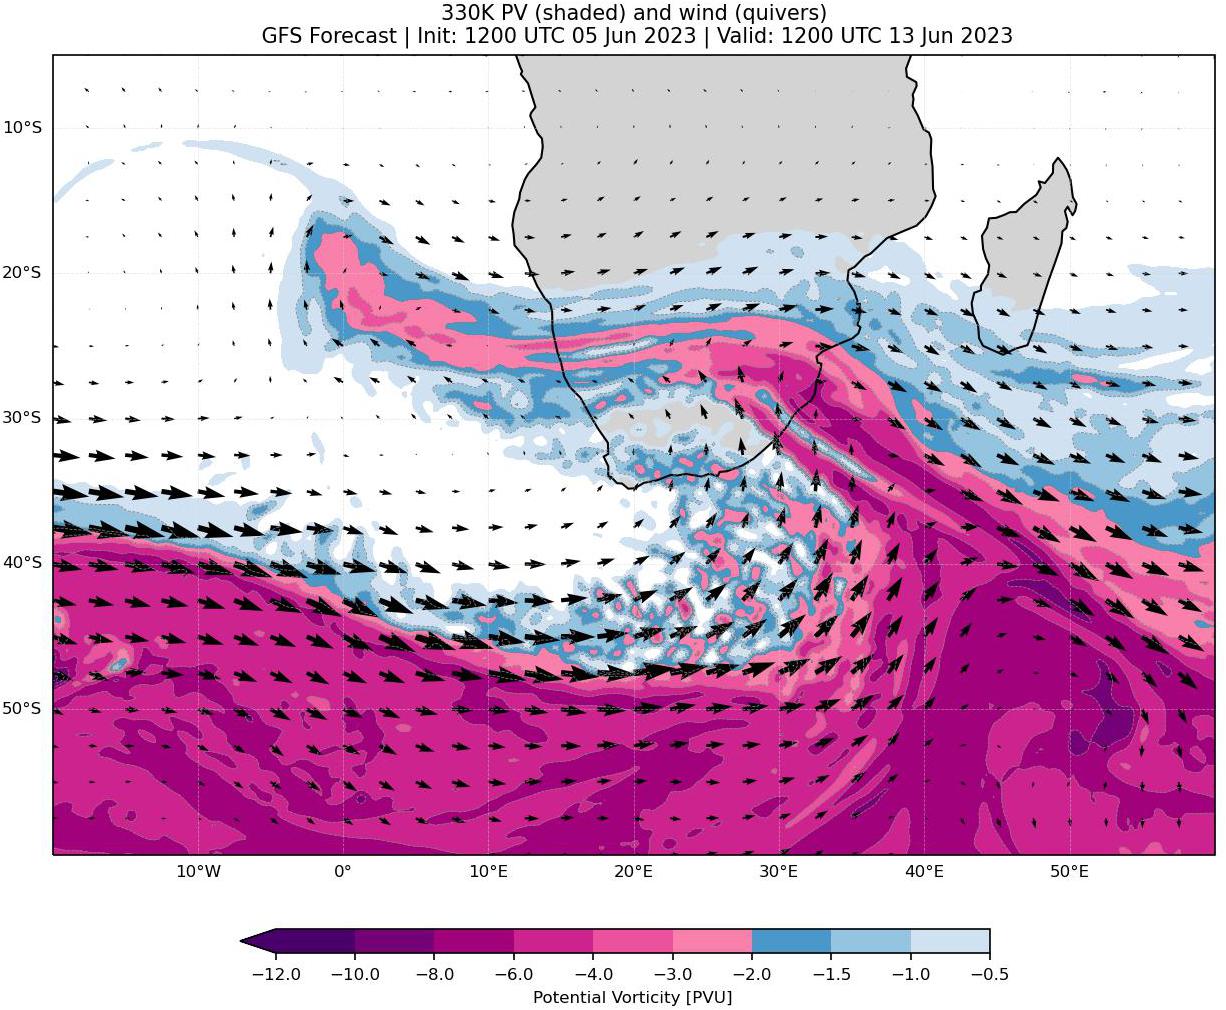 330K PV (shaded) and wind (quivers)
GFS Forecast | Init: 1200 UTC 05 Jun 2023 | Valid: 1200 UTC 13 Jun 2023
10°S
20°S
30°S
40°S
50°S
10°W 0° 10°E 20°E 30°E 40°E 50°E
−12.0 −10.0 −8.0 −6.0 −4.0 −3.0 −2.0 −1.5 −1.0 −0.5
Potential Vorticity [PVU]